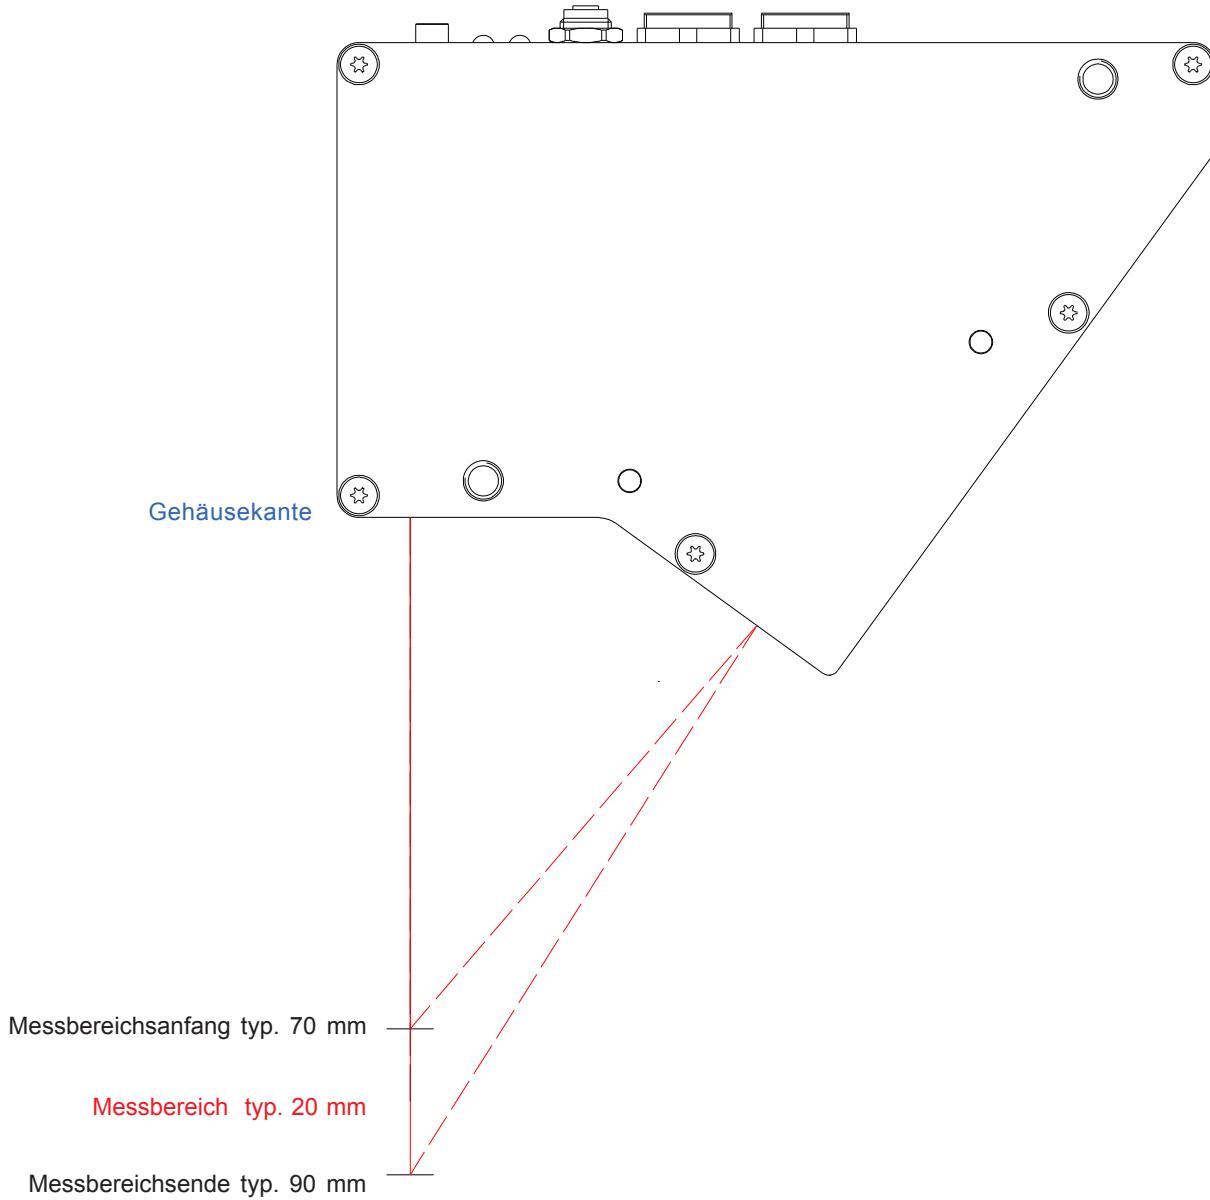 Gehäusekante
Messbereichsanfang typ. 70 mm
Messbereich typ. 20 mm
Messbereichsende typ. 90 mm